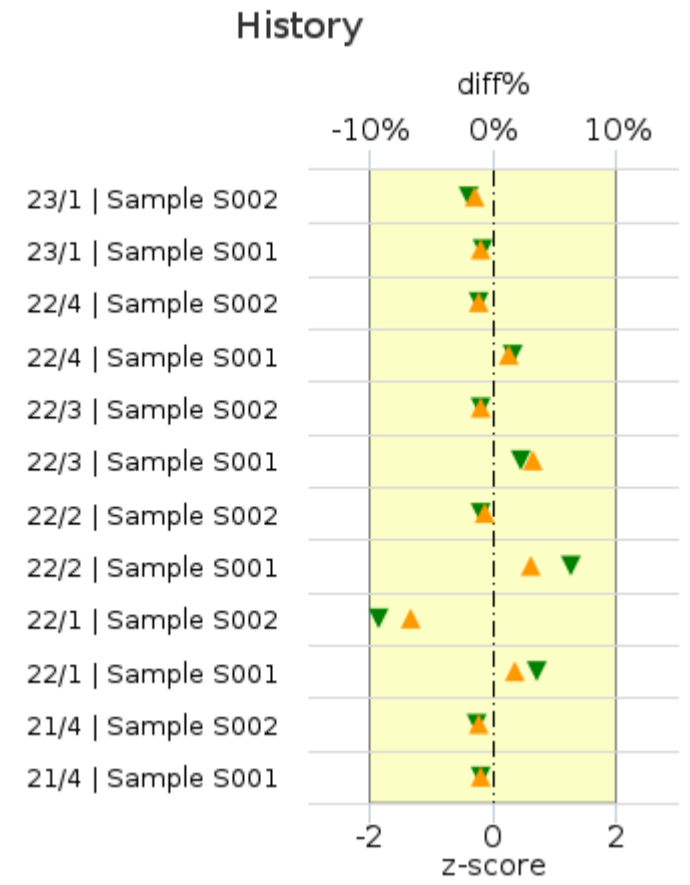 History
diff%
-10% 0% 10%
23/1 | Sample S002
23/1 | Sample S001
22/4 | Sample S002
22/4 | Sample S001
22/3 | Sample S002
22/3 | Sample S001
22/2 | Sample S002
22/2 | Sample S001
22/1 | Sample S002
22/1 | Sample S001
21/4 | Sample S002
21/4 | Sample S001
-2 0 2
z-score